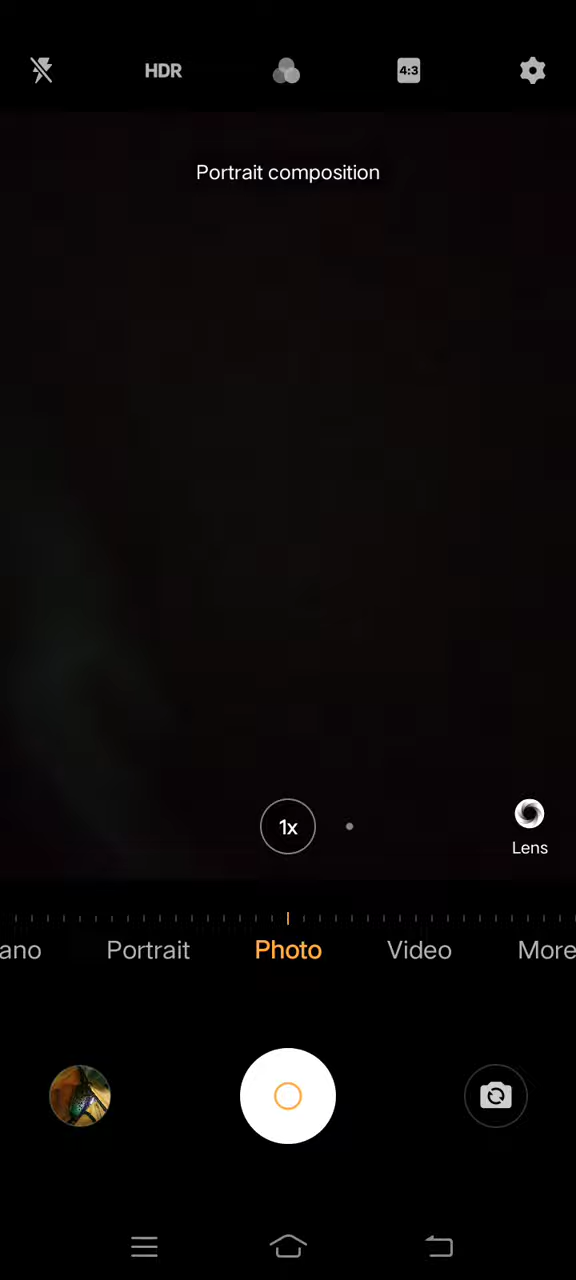 HDR
4:3
Portrait composition
1x
Lens
ano Portrait Photo Video More